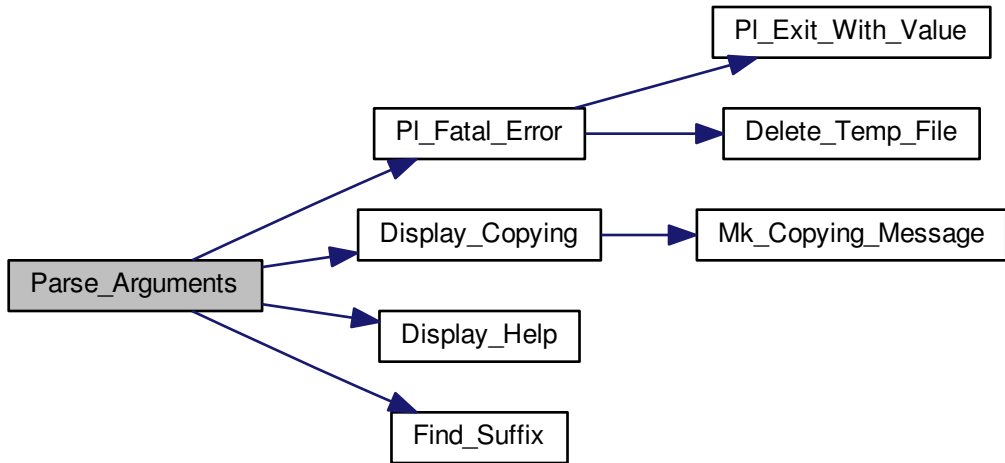 Pl_Exit_With_Value
Pl_Fatal_Error
Delete_Temp_File
Display_Copying
Mk_Copying_Message
Parse_Arguments
Display_Help
Find_Suffix